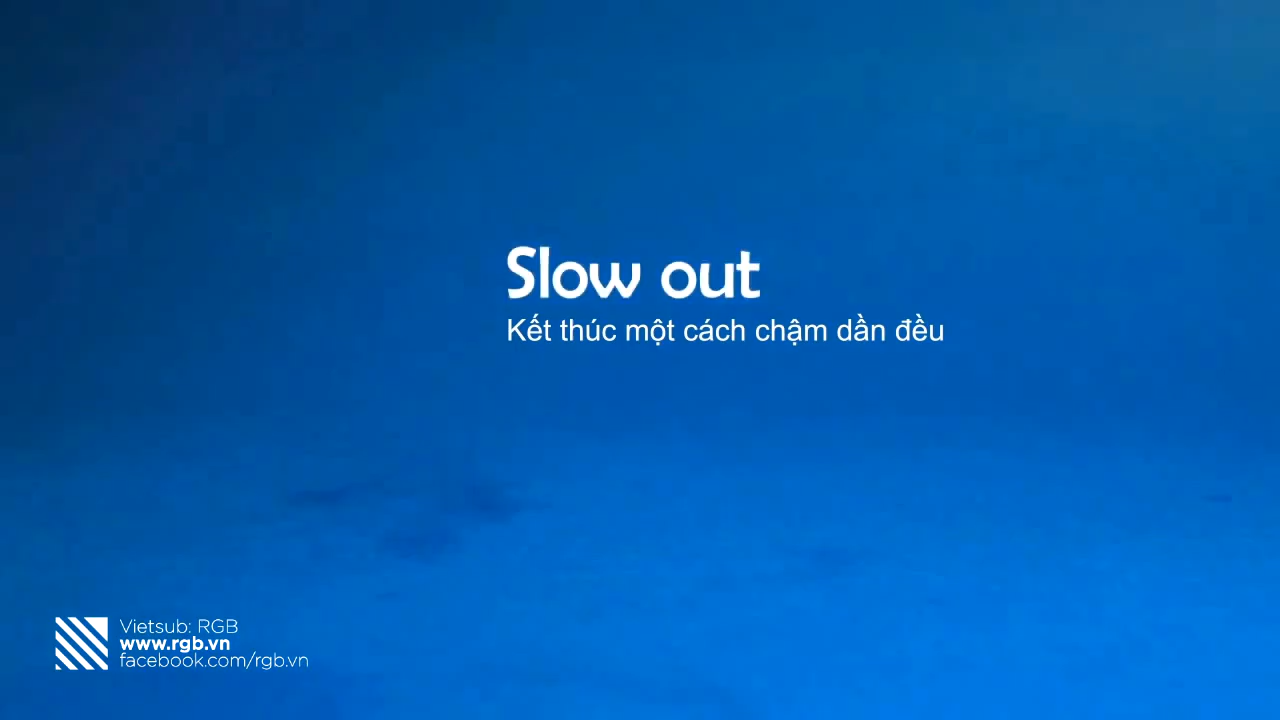 Slow out
Kết thúc một cách chậm dần đều
Vietsub: RGB
www.rgb.vn
facebook.com/rgb.vn